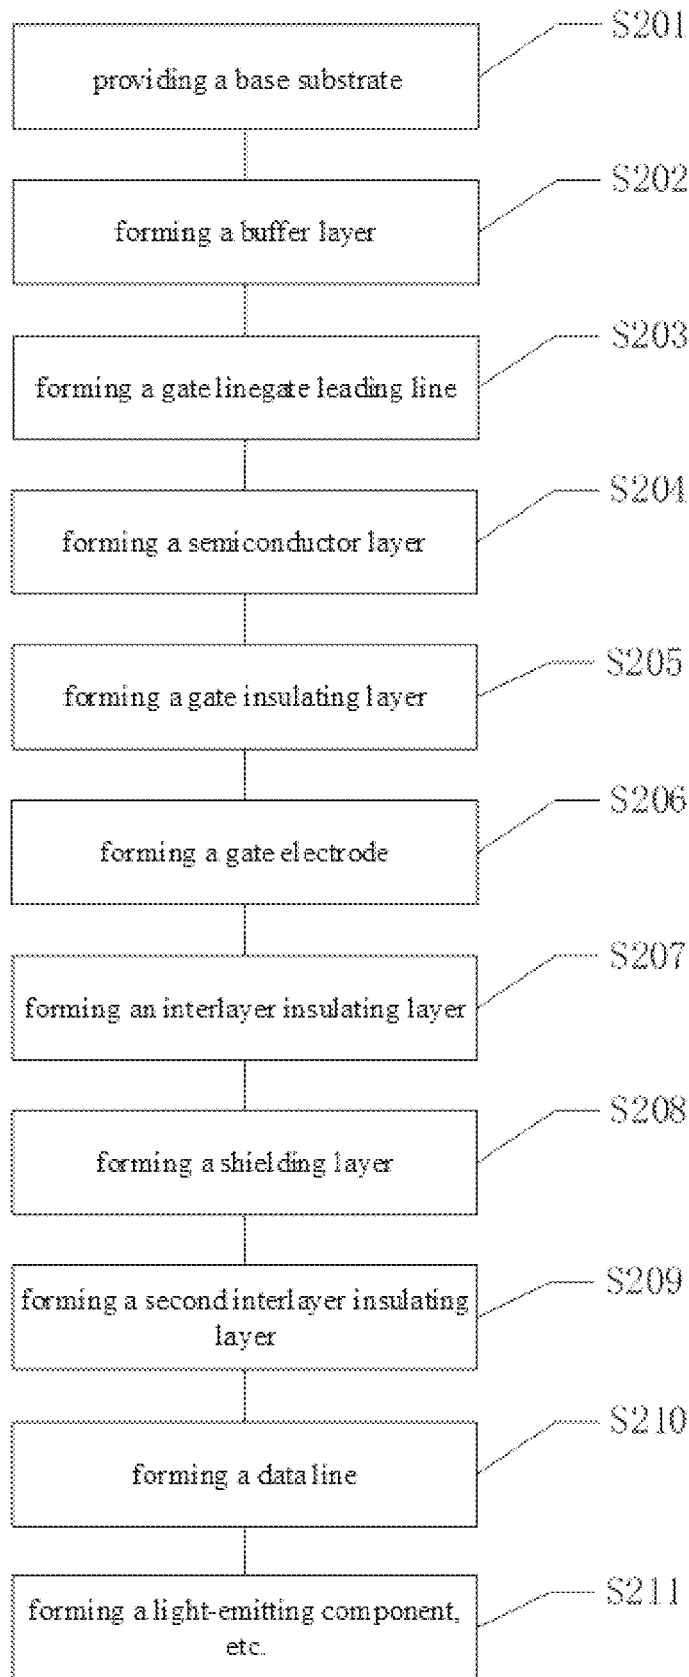 S201
providing a base substrate
S202
forming a buffer layer
S203
forming a gate linegate leading line
S204
forming a semiconductor layer
S205
forming a gate insulating layer
S206
forming a gate electrode
S207
forming an interlayer insulating layer
S208
forming a shielding layer
S209
forming a second interlayer insulating
layer
S210
forming a data line
S211
forming a light-emitting component,
etc.